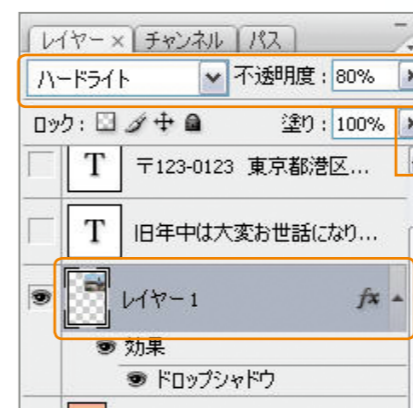 レイヤー × チャンネル パス
ハードライト 不透明度 : 80%
ロック : 塗り : 100%
T 〒123-0123 東京都港区...
T 旧年中は大変お世話になり...
レイヤー 1 fx
効果
ドロップシャドウ